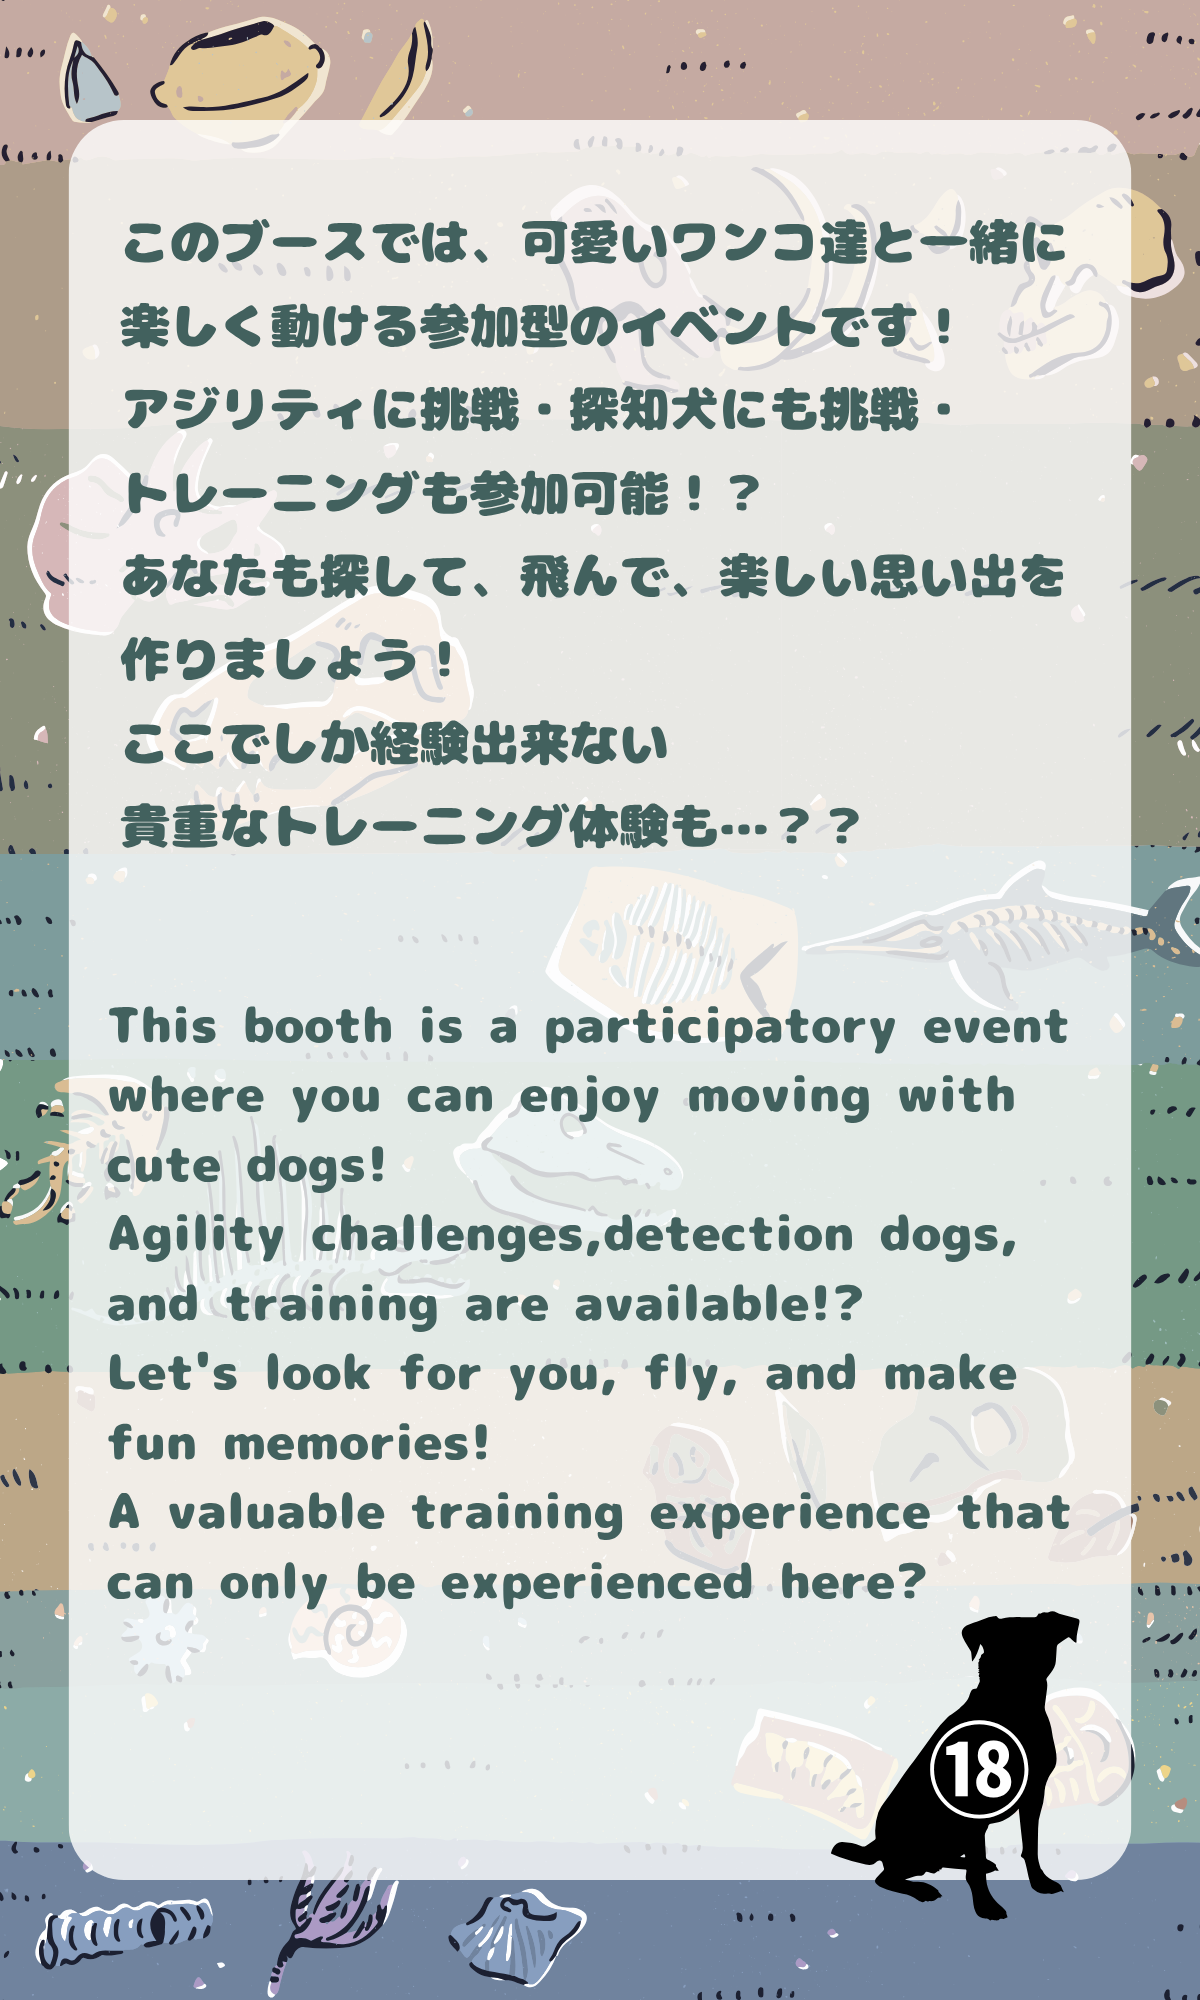 このブースでは、可愛いワンコ達と一緒に
楽しく動ける参加型のイベントです！
アジリティに挑戦・探知犬にも挑戦・
トレーニングも参加可能！？
あなたも探して、飛んで、楽しい思い出を
作りましょう！
ここでしか経験出来ない
貴重なトレーニング体験も…？？
This booth is a participatory event
where you can enjoy moving with
cute dogs!
Agility challenges,detection dogs,
and training are available!?
Let's look for you, fly, and make
fun memories!
A valuable training experience that
can only be experienced here?
18